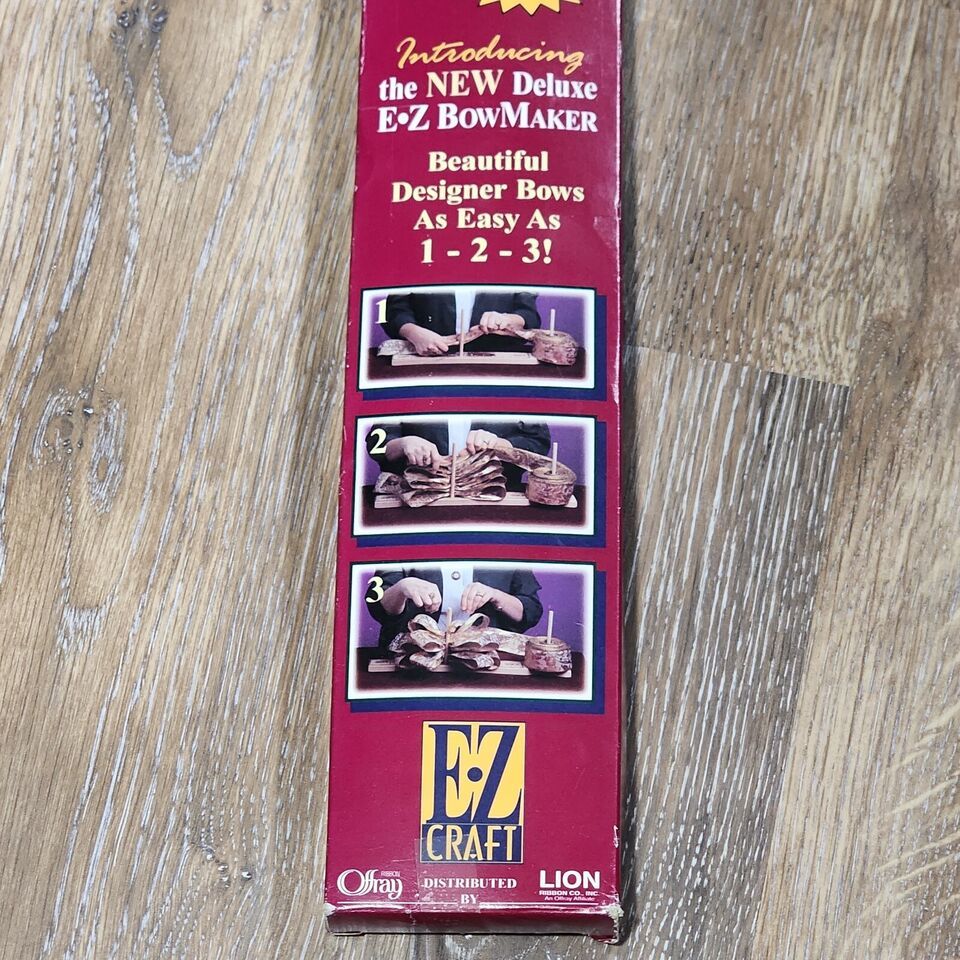 Introducing
the NEW Deluxe
E•Z BOWMAKER
Beautiful
Designer Bows
As Easy As
1 - 2 - 3!
1
2
3
E•Z
CRAFT
Offray RIBBON
DISTRIBUTED
BY
LION
RIBBON CO., INC.
An Offray Affiliate